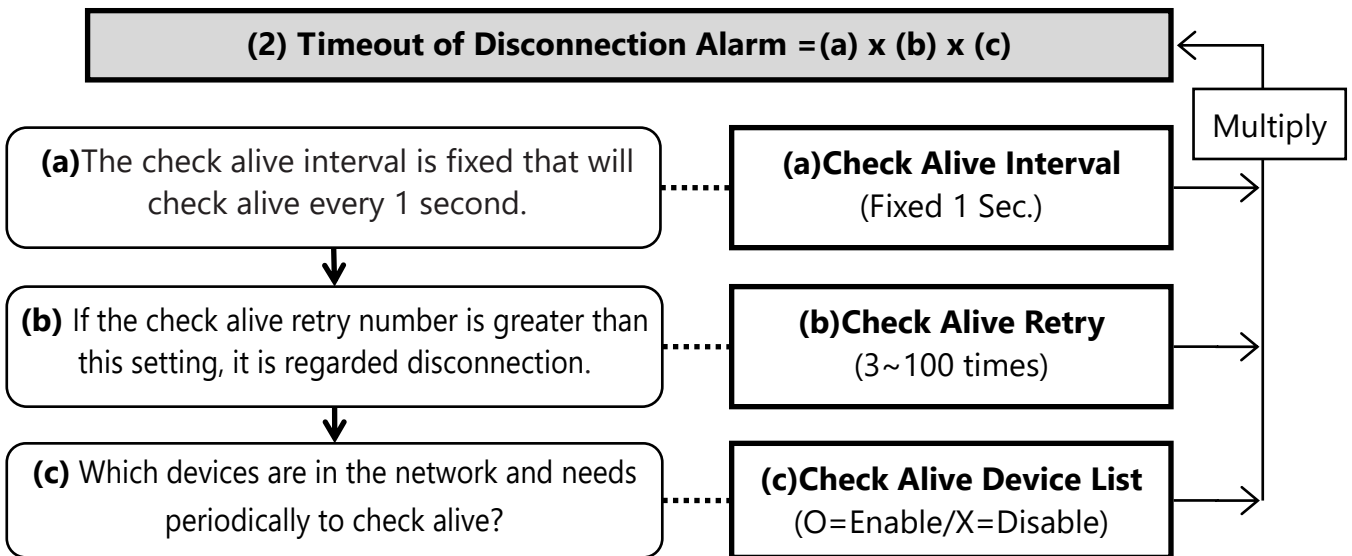 (2) Timeout of Disconnection Alarm =(a) x (b) x (c)
Multiply
(a)The check alive interval is fixed that will
check alive every 1 second.
(a)Check Alive Interval
(Fixed 1 Sec.)
(b) If the check alive retry number is greater than
this setting, it is regarded disconnection.
(b)Check Alive Retry
(3~100 times)
(c) Which devices are in the network and needs
periodically to check alive?
(c)Check Alive Device List
(O=Enable/X=Disable)